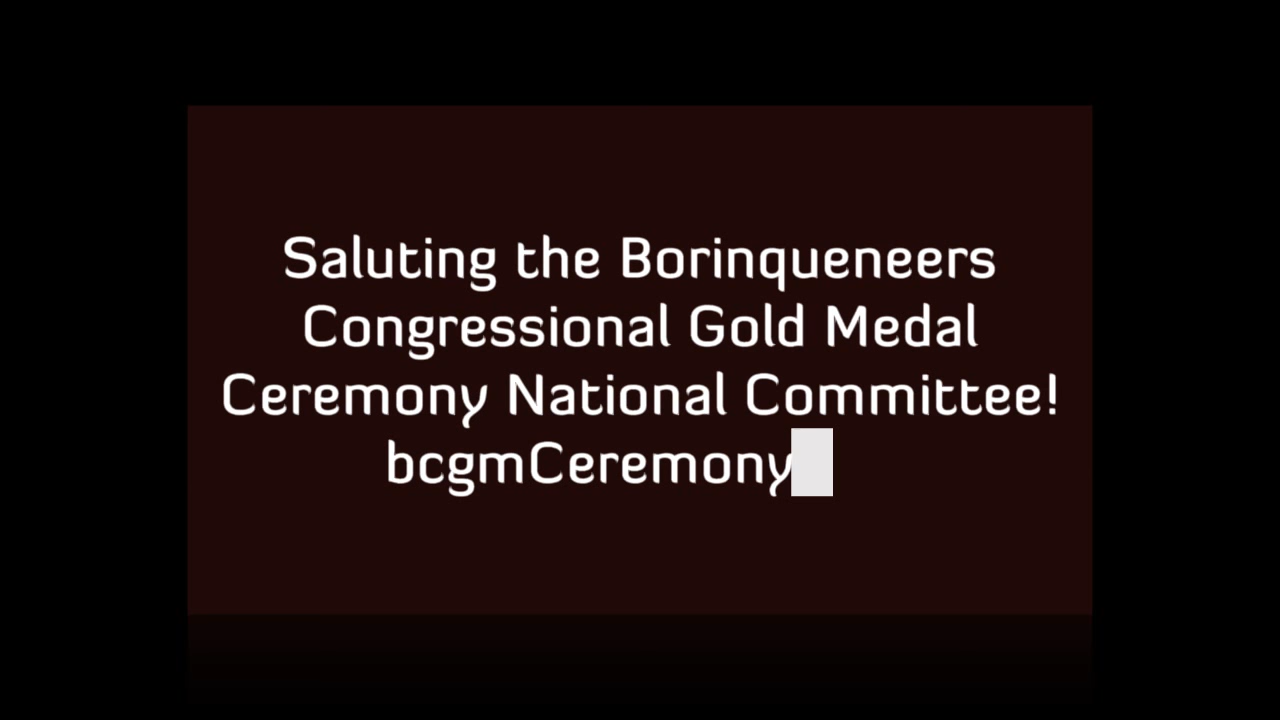 Saluting the Borinqueneers
Congressional Gold Medal
Ceremony National Committee!
bcgmCeremony